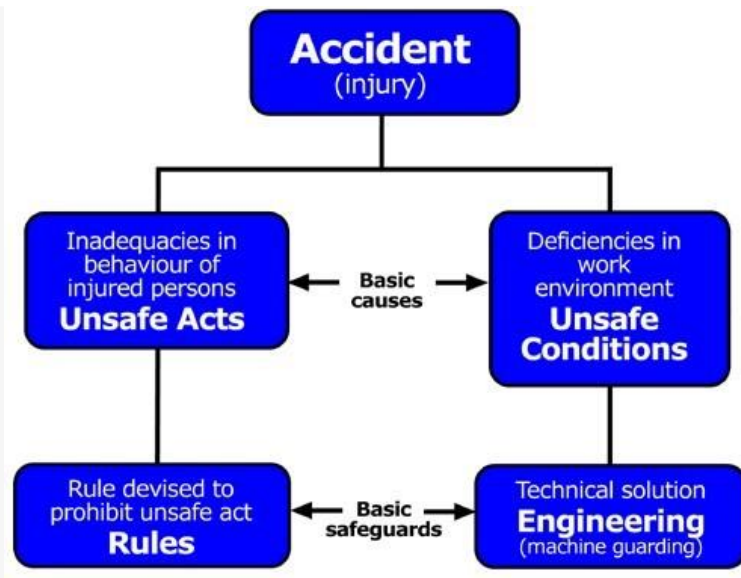 Accident
(injury)
Inadequacies in
behaviour of
injured persons
Unsafe Acts
Basic
causes
Deficiencies in
work
environment
Unsafe
Conditions
Rule devised to
prohibit unsafe act
Rules
Basic
safeguards
Technical solution
Engineering
(machine guarding)